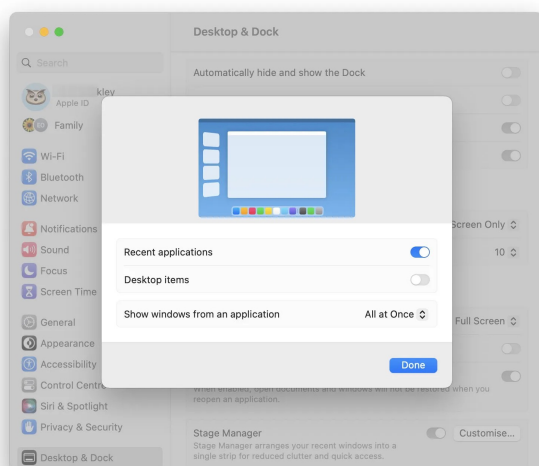 Desktop & Dock
Search
Automatically hide and show the Dock
kley
Apple ID
Family
Wi-Fi
Bluetooth
Network
Notifications
Screen Only
Sound
10
Focus
Screen Time
Recent applications
Desktop items
Show windows from an application All at Once
Done
General
Full Screen
Appearance
Accessibility
Control Centre
When enabled, open documents and windows will not be restored when you
reopen an application.
Siri & Spotlight
Privacy & Security
Stage Manager Customise...
Stage Manager arranges your recent windows into a
single strip for reduced clutter and quick access.
Desktop & Dock